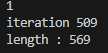 1
iteration 509
length : 569